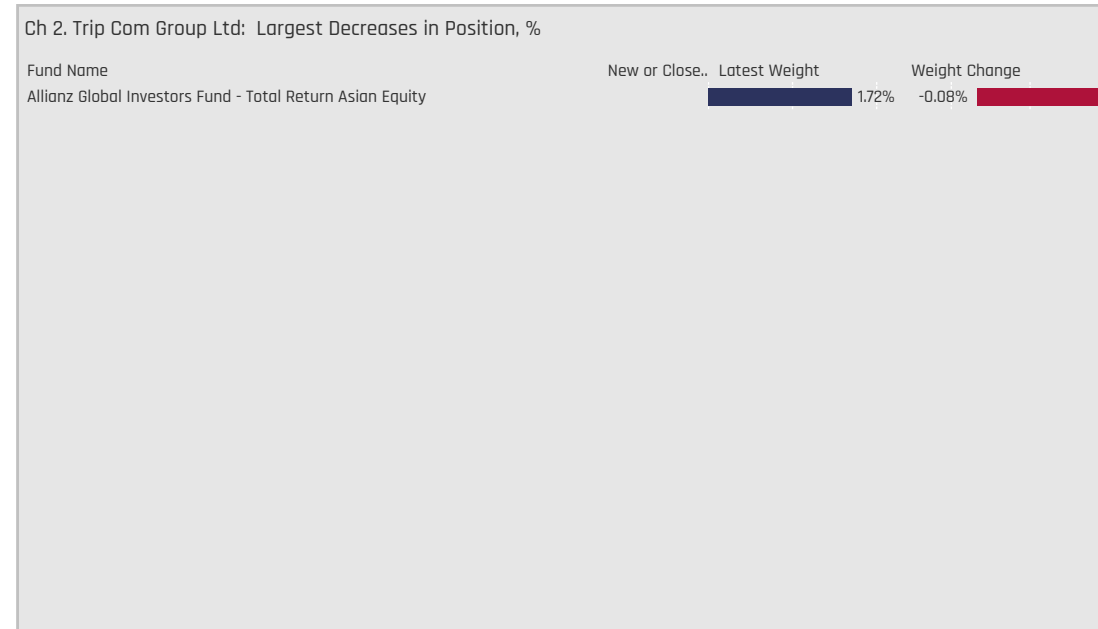 Ch 2. Trip Com Group Ltd: Largest Decreases in Position, %
Fund Name New or Close.. Latest Weight Weight Change
Allianz Global Investors Fund - Total Return Asian Equity 1.72% -0.08%